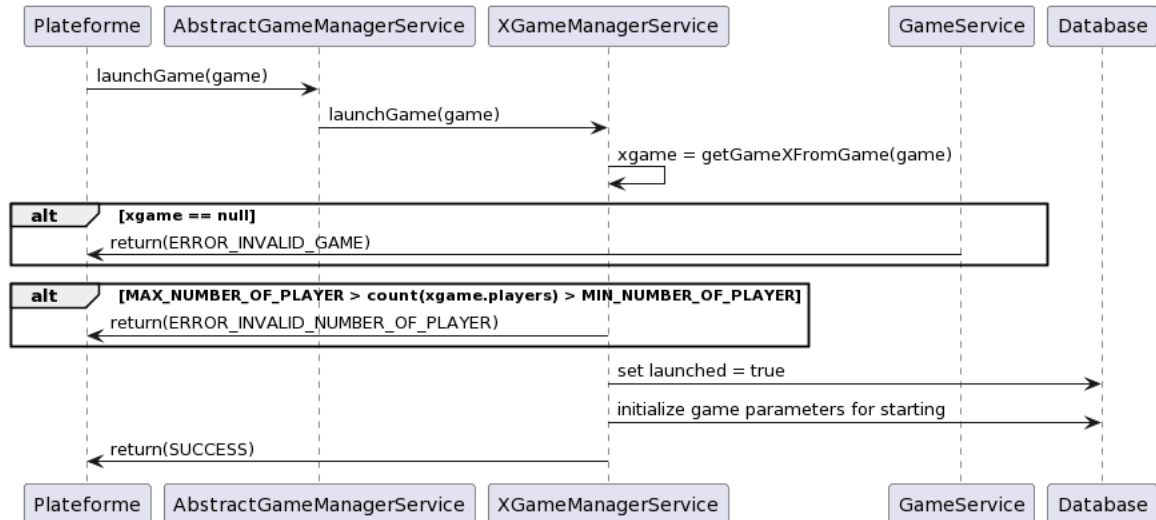 Plateforme AbstractGameManagerService XGameManagerService GameService Database
launchGame(game)
launchGame(game)
xgame = getGameXFromGame(game)
alt [xgame == null]
return(ERROR_INVALID_GAME)
alt [MAX_NUMBER_OF_PLAYER > count(xgame.players) > MIN_NUMBER_OF_PLAYER]
return(ERROR_INVALID_NUMBER_OF_PLAYER)
set launched = true
initialize game parameters for starting
return(SUCCESS)
Plateforme AbstractGameManagerService XGameManagerService GameService Database